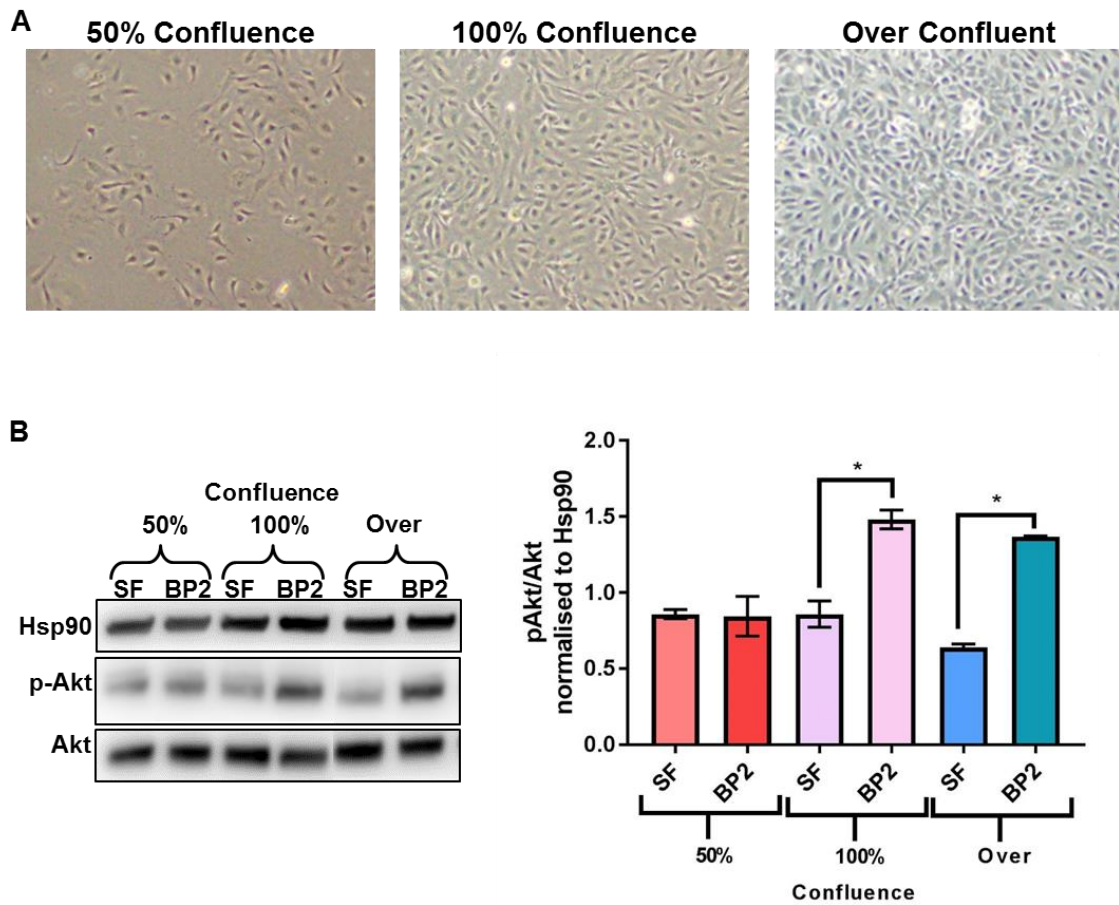 A
50% Confluence
100% Confluence
Over Confluent
B
Confluence
50%
100%
Over
SF BP2 SF BP2 SF BP2
Hsp90
p-Akt
Akt
pAkt/Akt
normalised to Hsp90
2.0
1.5
1.0
0.5
0.0
*
*
SF BP2 SF BP2 SF BP2
50% 100% Over
Confluence